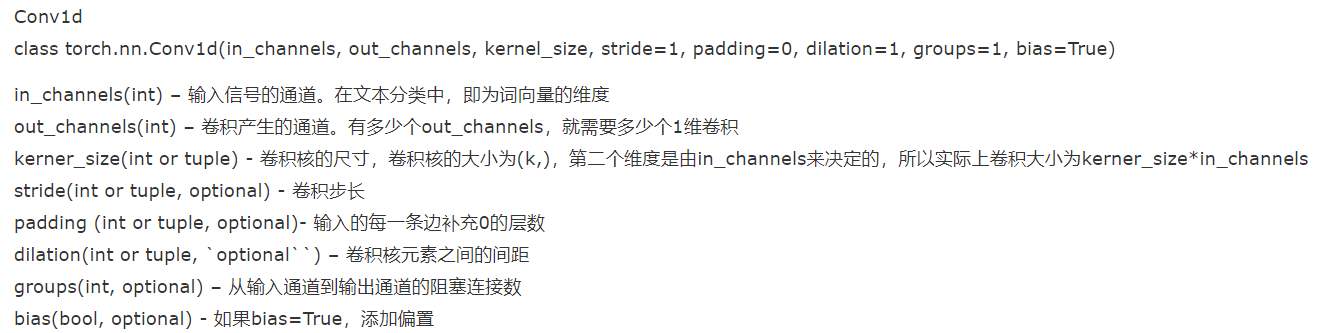 Conv1d
class torch.nn.Conv1d(in_channels, out_channels, kernel_size, stride=1, padding=0, dilation=1, groups=1, bias=True)
in_channels(int) – 输入信号的通道。在文本分类中，即为词向量的维度
out_channels(int) – 卷积产生的通道。有多少个out_channels，就需要多少个1维卷积
kerner_size(int or tuple) - 卷积核的尺寸，卷积核的大小为(k,)，第二个维度是由in_channels来决定的，所以实际上卷积大小为kerner_size*in_channels
stride(int or tuple, optional) - 卷积步长
padding (int or tuple, optional)- 输入的每一条边补充0的层数
dilation(int or tuple, `optional``) – 卷积核元素之间的间距
groups(int, optional) – 从输入通道到输出通道的阻塞连接数
bias(bool, optional) - 如果bias=True，添加偏置